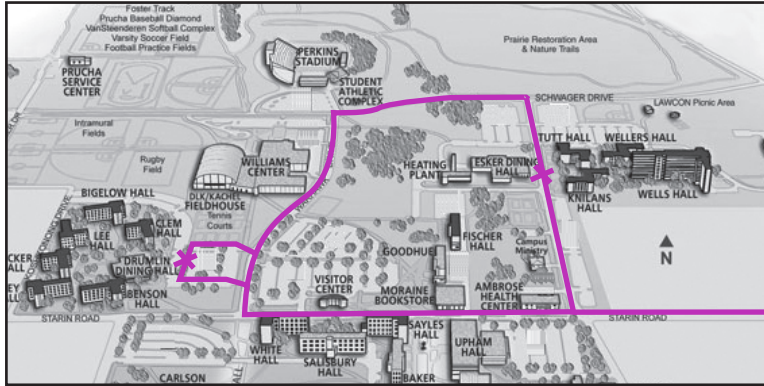 Foster Track
Prucha Baseball Diamond
VanSteenderen Softball Complex
Varsity Soccer Field
Football Practice Fields
PERKINS
STADIUM
Prairie Restoration Area
& Nature Trails
PRUCHA
SERVICE
CENTER
STUDENT
ATHLETIC
COMPLEX
SCHWAGER DRIVE
LAWCON Picnic Area
Intramural
Fields
TUTT HALL
WELLERS HALL
Rugby
Field
WILLIAMS
CENTER
HEATING
PLANT
ESKER DINING
HALL
DLK/KACHEL
FIELDHOUSE
BIGELOW HALL
KNILANS
HALL
WELLS HALL
Tennis
Courts
LEE
HALL
CLEM
HALL
FISCHER
HALL
Campus
Ministry
N
DRUMLIN
DINING HALL
GOODHUE
BENSON
HALL
VISITOR
CENTER
MORAINE
BOOKSTORE
AMBROSE
HEALTH
CENTER
STARIN ROAD
STARIN ROAD
WHITE
HALL
SALISBURY
HALL
SAYLES
HALL
UPHAM
HALL
CARLSON
BAKER